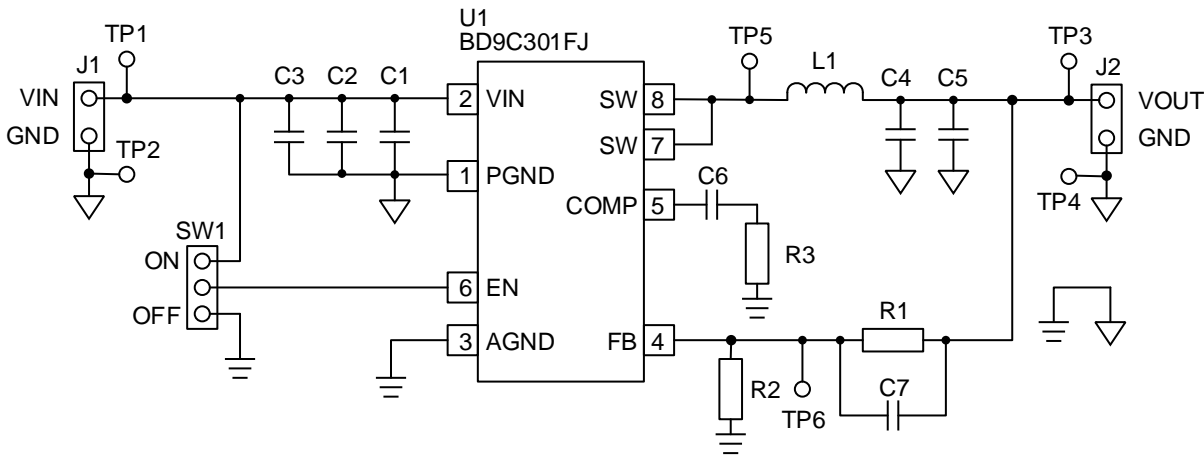 U1
BD9C301FJ
TP1
TP5
TP3
J1
C3
C2
C1
L1
C4
C5
J2
VIN
2
VIN
SW
8
VOUT
GND
SW
7
GND
TP2
1
PGND
C6
TP4
COMP
5
SW1
ON
R3
6
EN
OFF
R1
3
AGND
FB
4
R2
C7
TP6